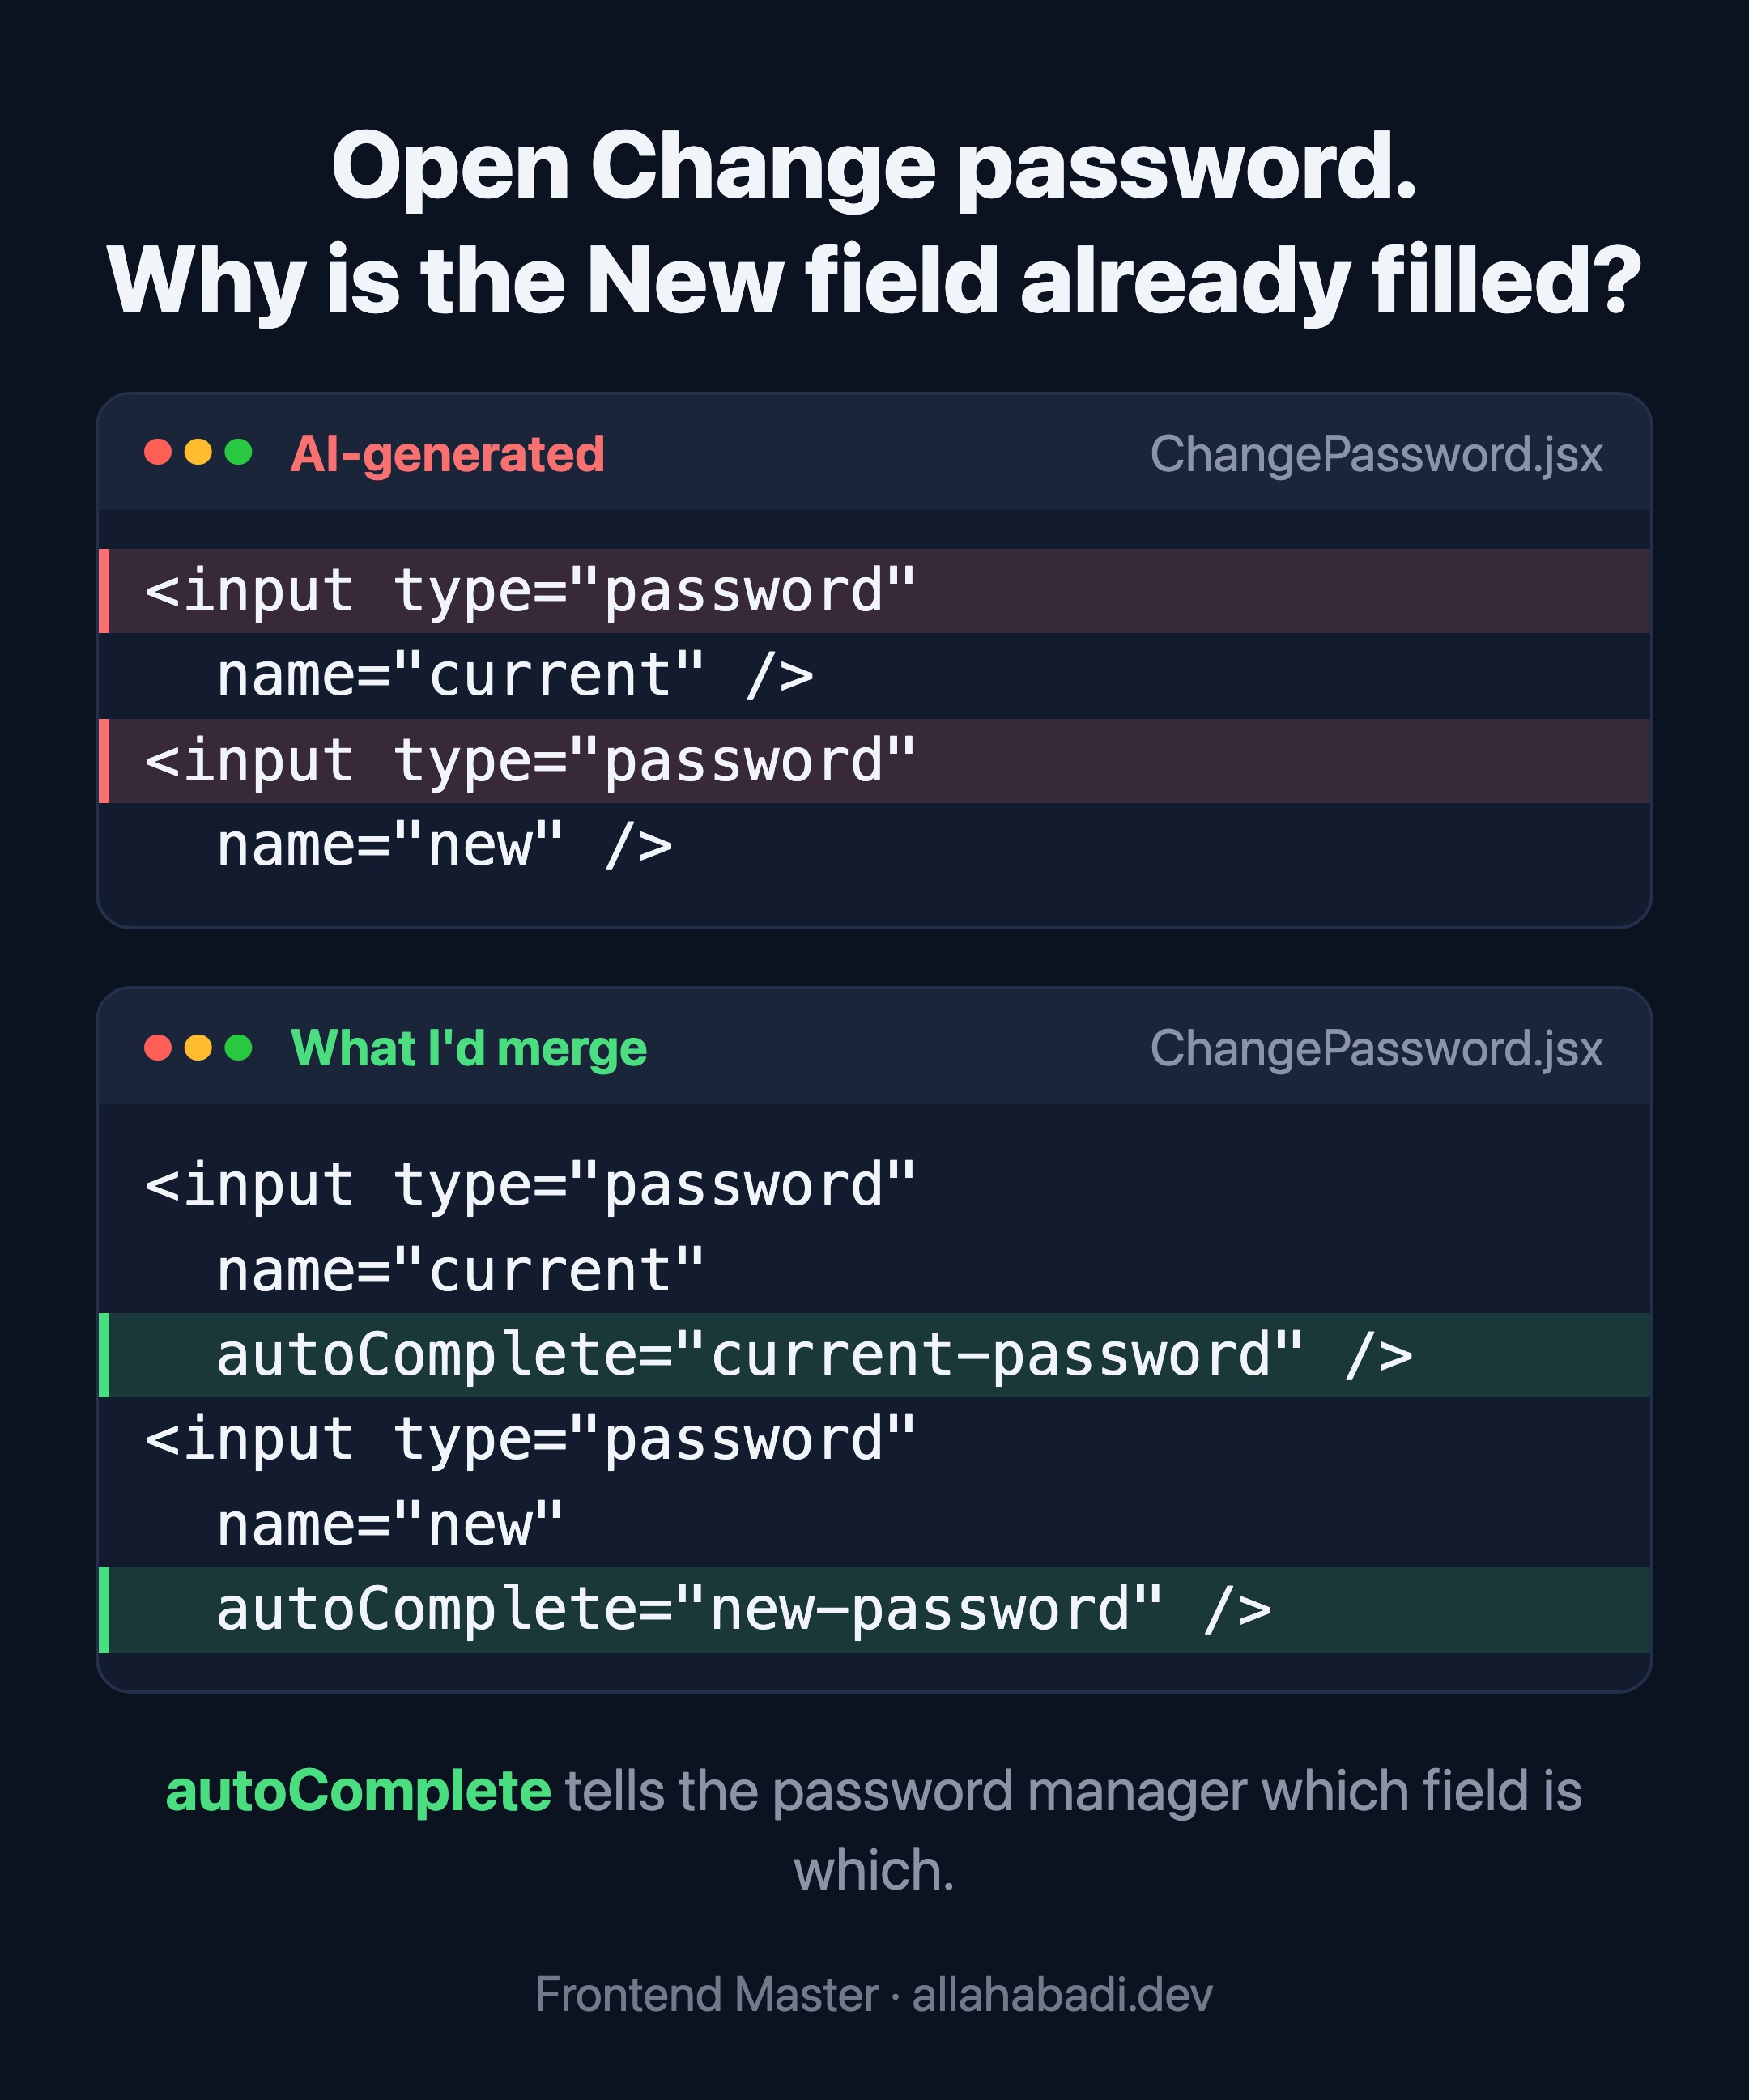 Open Change password.
Why is the New field already filled?
AI-generated
ChangePassword.jsx
<input type="password"
  name="current" />
<input type="password"
  name="new" />
What I'd merge
ChangePassword.jsx
<input type="password"
  name="current"
  autoComplete="current-password" />
<input type="password"
  name="new"
  autoComplete="new-password" />
autoComplete tells the password manager which field is
which.
Frontend Master · allahabadi.dev